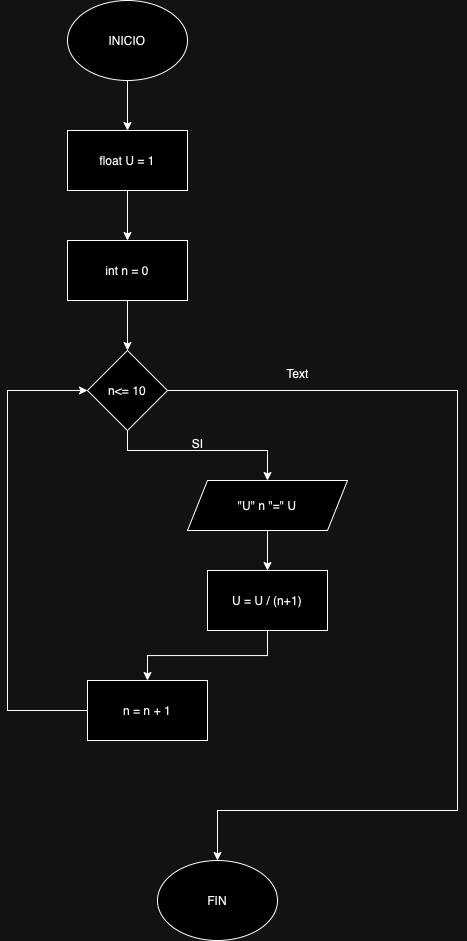 INICIO
float U = 1
int n = 0
n<= 10
Text
SI
"U" n "=" U
U = U / (n+1)
n = n + 1
FIN